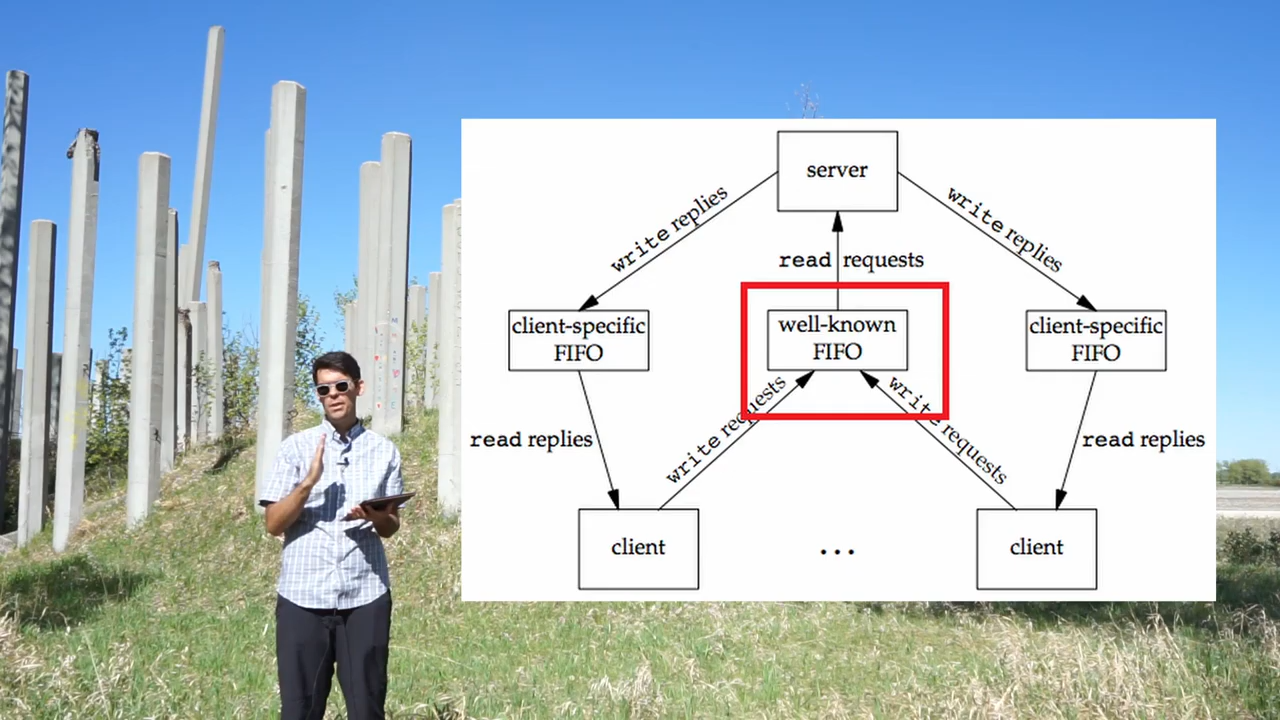 server
write replies
write replies
read requests
client-specific
FIFO
well-known
FIFO
client-specific
FIFO
read replies
write requests
write requests
read replies
client
...
client